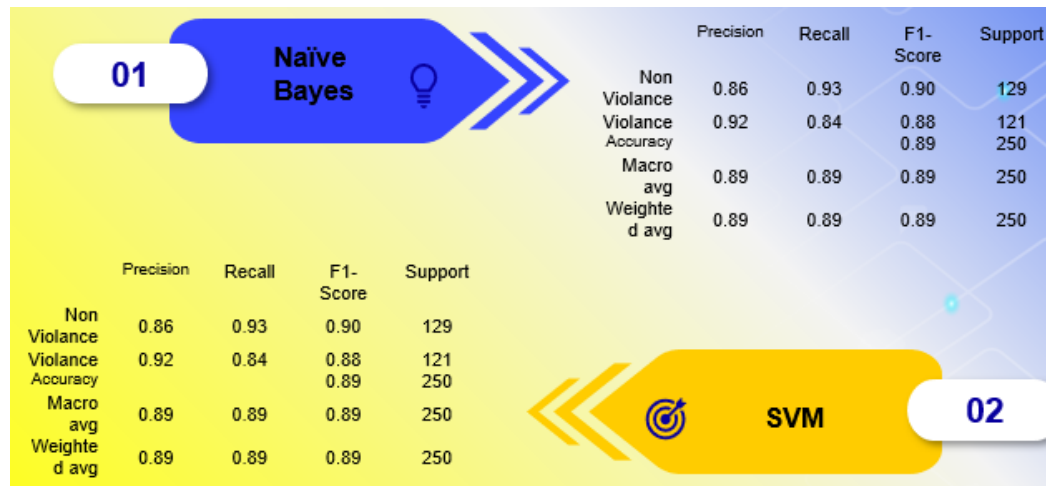 01
Naïve
Bayes
Precision Recall F1-
Score Support
Non
Violance 0.86 0.93 0.90 129
Violance 0.92 0.84 0.88 121
Accuracy 0.89 250
Macro
avg 0.89 0.89 0.89 250
Weighte
d avg 0.89 0.89 0.89 250
Precision Recall F1-
Score Support
Non
Violance 0.86 0.93 0.90 129
Violance 0.92 0.84 0.88 121
Accuracy 0.89 250
Macro
avg 0.89 0.89 0.89 250
Weighte
d avg 0.89 0.89 0.89 250
SVM
02